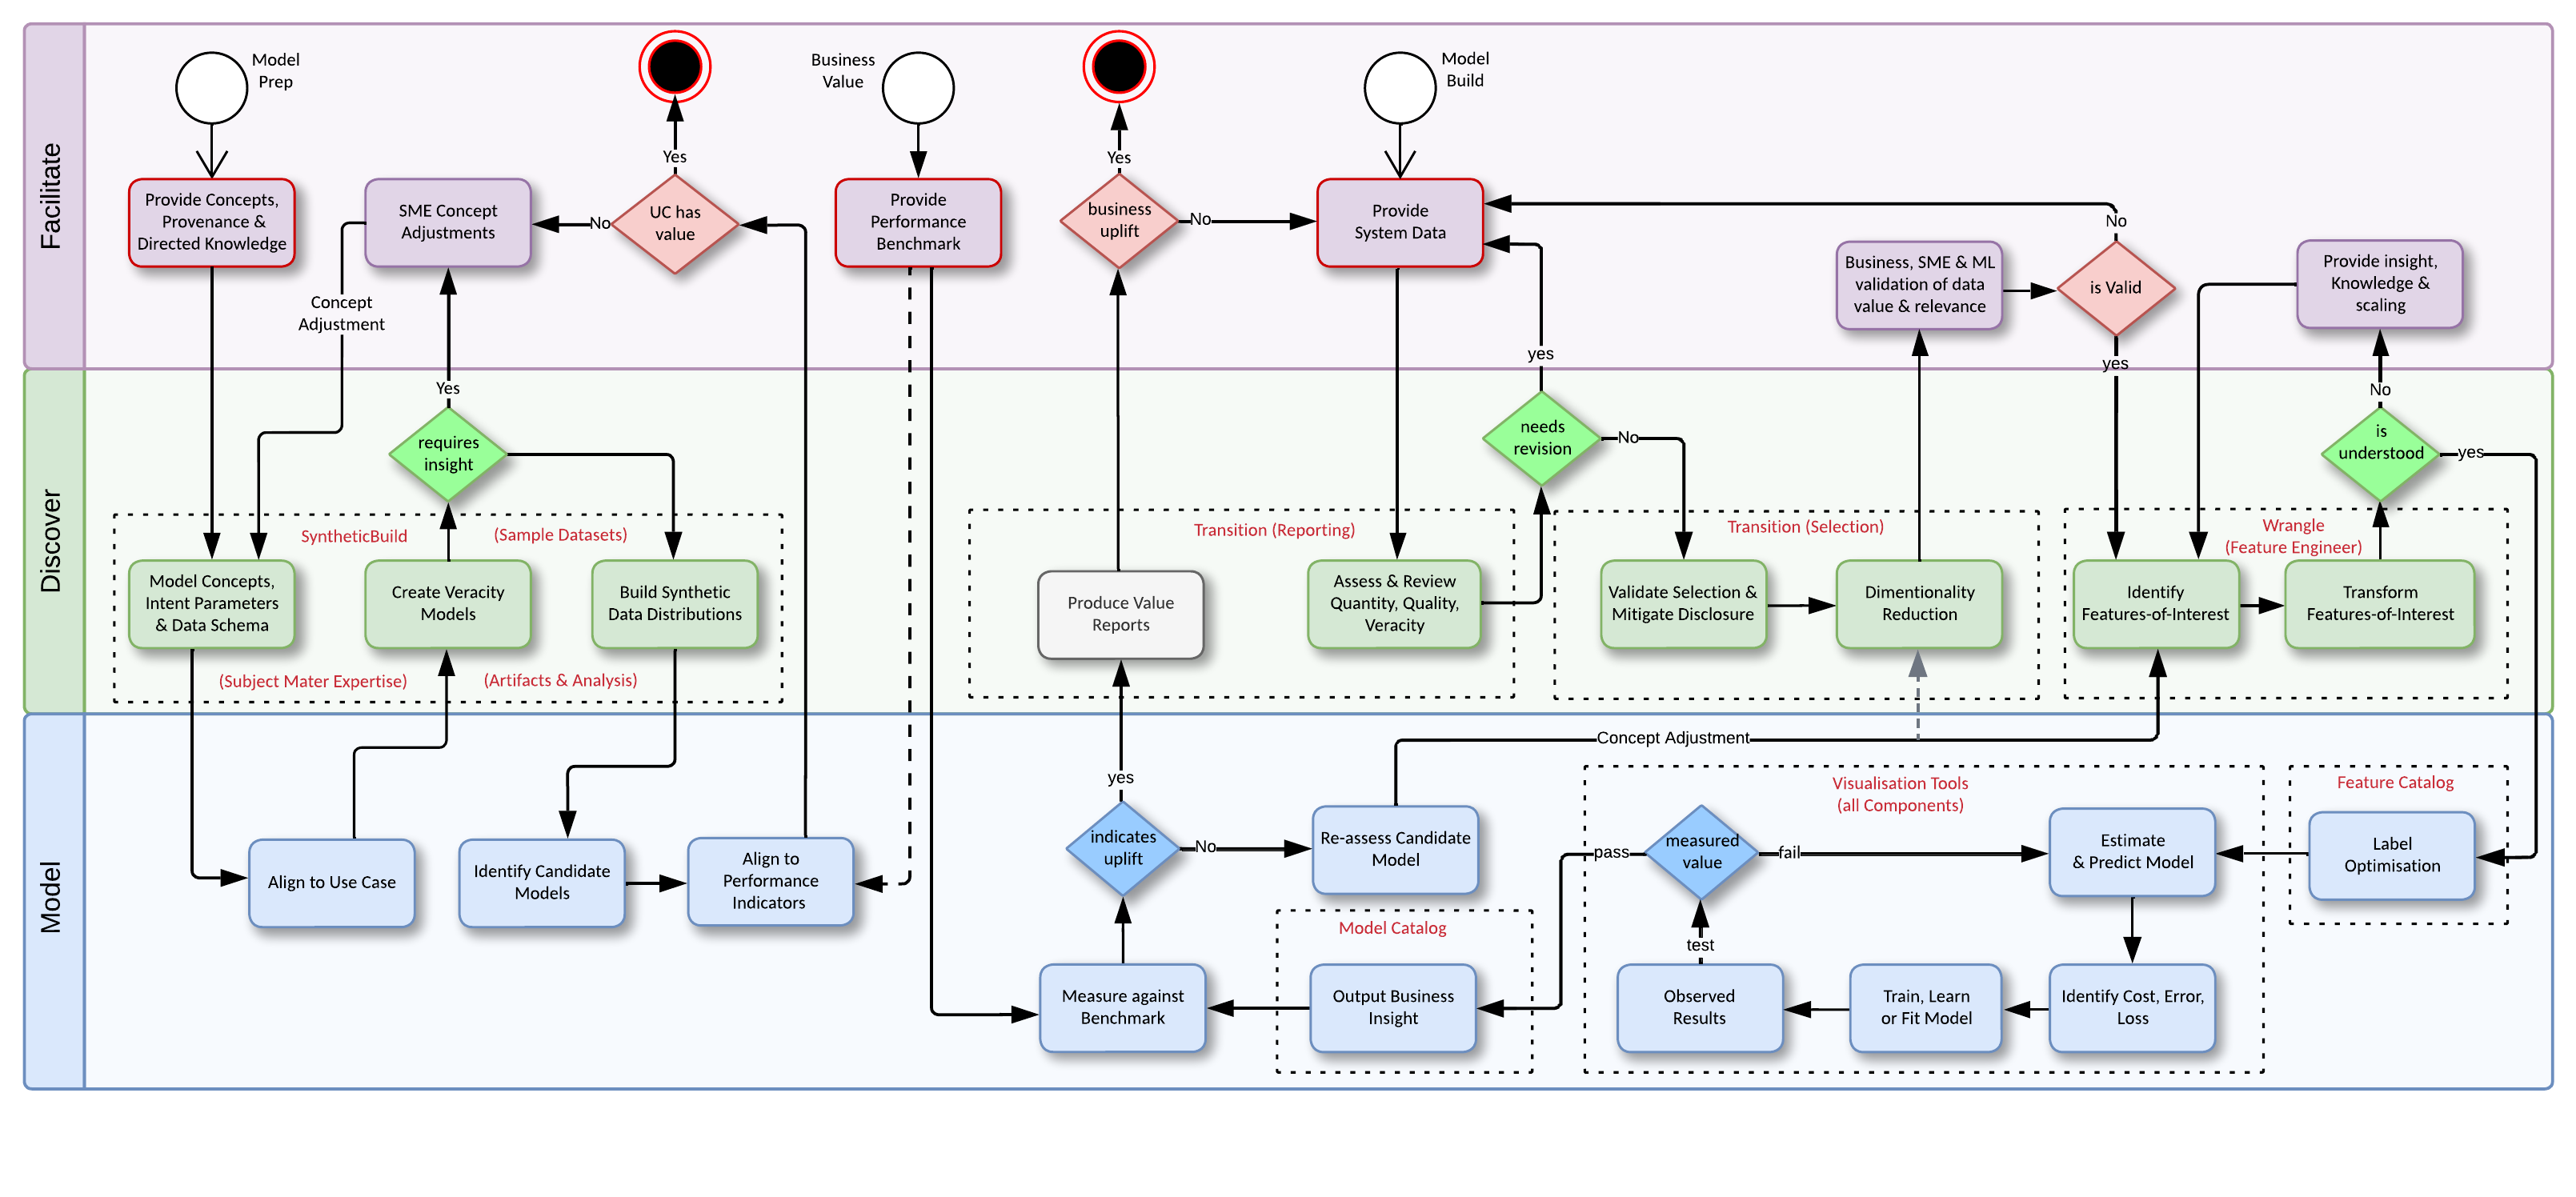 Facilitate
Model
Prep
Business
Value
Model
Build
Yes
Yes
Provide Concepts,
Provenance &
Directed Knowledge
SME Concept
Adjustments
No
UC has
value
Provide
Performance
Benchmark
business
uplift
No
Provide
System Data
Business, SME & ML
validation of data
value & relevance
No
is Valid
Provide insight,
Knowledge &
scaling
Concept
Adjustment
yes
yes
Discover
Yes
requires
insight
needs
revision
No
No
is
understood
yes
SyntheticBuild
(Sample Datasets)
Transition (Reporting)
Transition (Selection)
Wrangle
(Feature Engineer)
Model Concepts,
Intent Parameters
& Data Schema
Create Veracity
Models
Build Synthetic
Data Distributions
Produce Value
Reports
Assess & Review
Quantity, Quality,
Veracity
Validate Selection &
Mitigate Disclosure
Dimentionality
Reduction
Identify
Features-of-Interest
Transform
Features-of-Interest
(Subject Mater Expertise)
(Artifacts & Analysis)
Model
Concept Adjustment
yes
Visualisation Tools
(all Components)
Feature Catalog
Align to Use Case
Identify Candidate
Models
Align to
Performance
Indicators
indicates
uplift
No
Re-assess Candidate
Model
pass
measured
value
fail
Estimate
& Predict Model
Label
Optimisation
Model Catalog
test
Measure against
Benchmark
Output Business
Insight
Observed
Results
Train, Learn
or Fit Model
Identify Cost, Error,
Loss